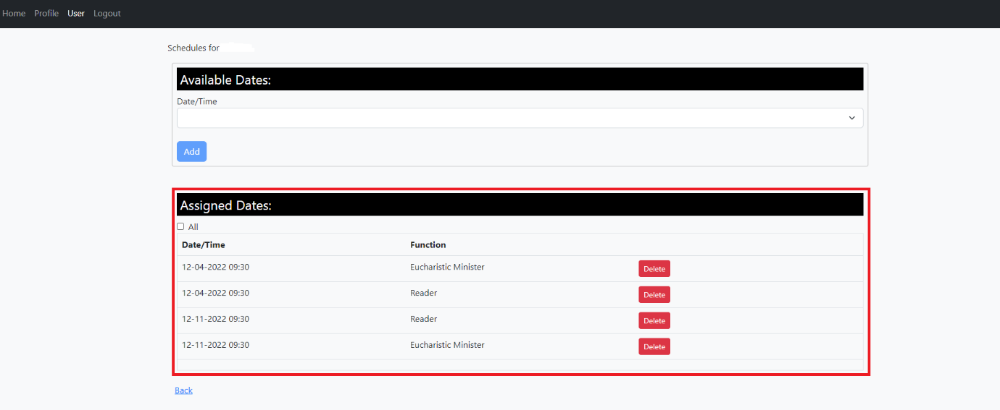 Home Profile User Logout
Schedules for
Available Dates:
Date/Time
Add
Assigned Dates:
All
Date/Time Function
12-04-2022 09:30 Eucharistic Minister Delete
12-04-2022 09:30 Reader Delete
12-11-2022 09:30 Reader Delete
12-11-2022 09:30 Eucharistic Minister Delete
Back